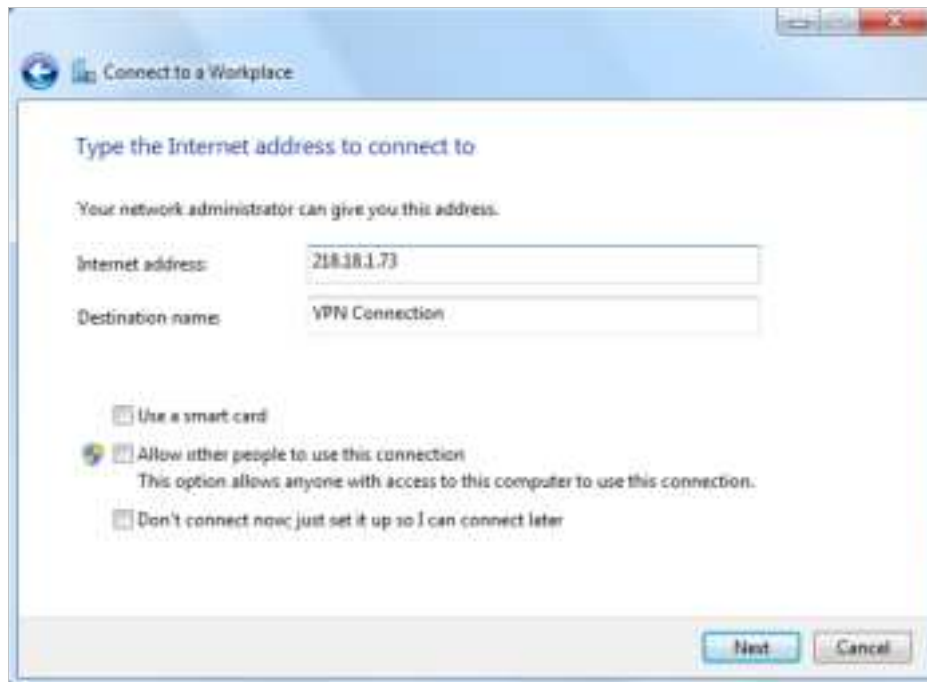 Connect to a Workplace
Type the Internet address to connect to
Your network administrator can give you this address.
Internet address:
218.18.1.73
Destination name:
VPN Connection
Use a smart card
Allow other people to use this connection
This option allows anyone with access to this computer to use this connection.
Don't connect now; just set it up so I can connect later
Next
Cancel